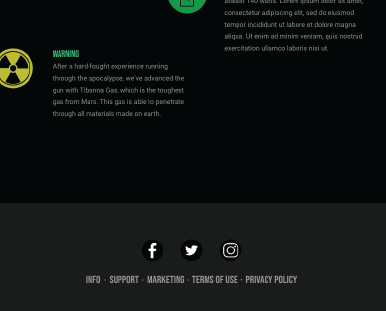 atleast 140 watts. Lorem ipsum dolor sit amet,
consectetur adipiscing elit, sed do eiusmod
tempor incididunt ut labore et dolore magna
aliqua. Ut enim ad minim veniam, quis nostrud
exercitation ullamco laboris nisi ut.
WARNING
After a hard-fought experience running
through the apocalypse, we've advanced the
gun with Tibanna Gas, which is the toughest
gas from Mars. This gas is able to penetrate
through all materials made on earth.
INFO · SUPPORT · MARKETING · TERMS OF USE · PRIVACY POLICY